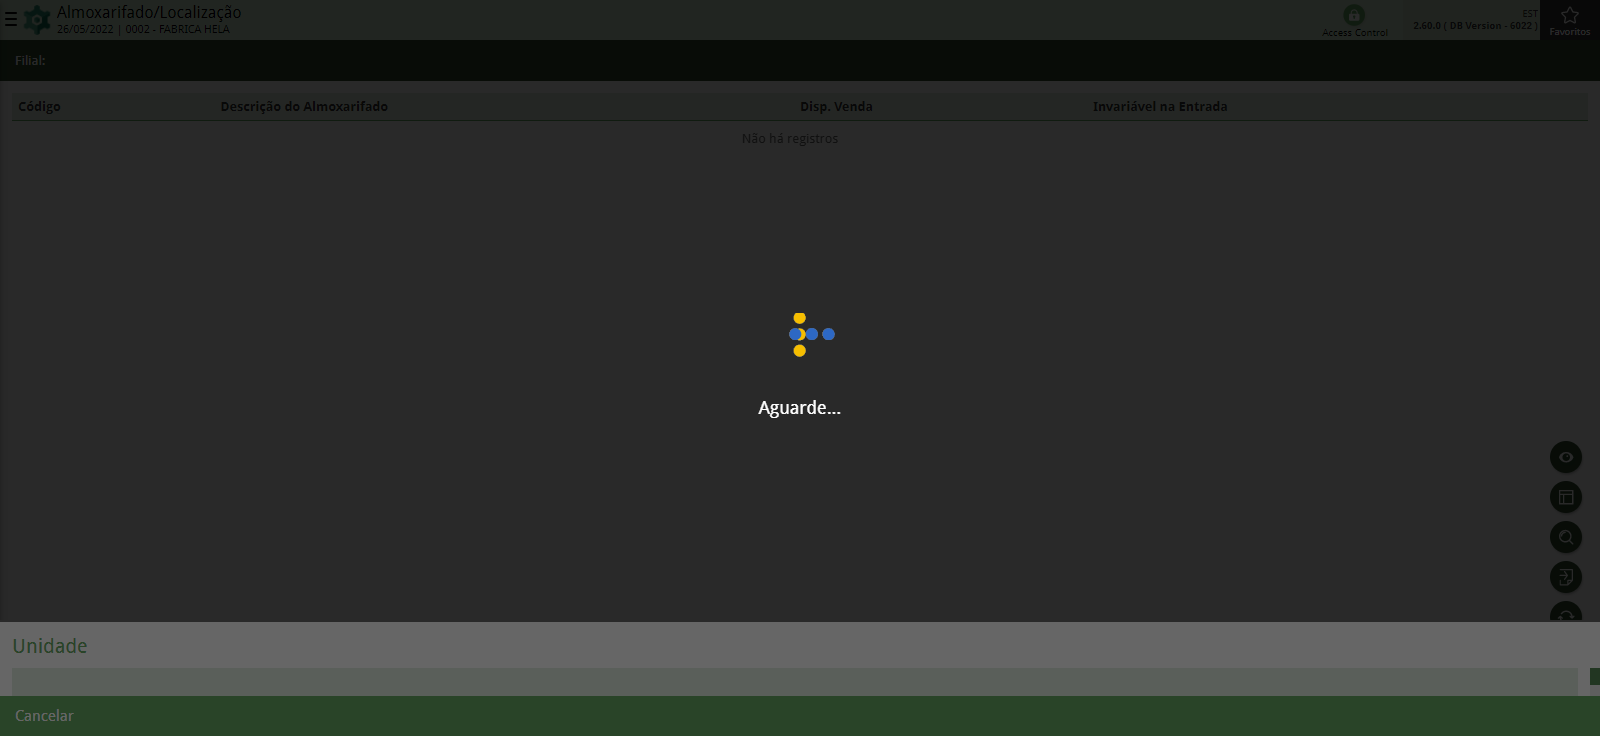 Almoxarifado/Localização
26/05/2022 | 0002 - FABRICA HELA
Access Control
EST
2.60.0 ( DB Version - 6022 )
Favoritos
Filial:
Código Descrição do Almoxarifado Disp. Venda Invariável na Entrada
Não há registros
Aguarde...
Unidade
Cancelar